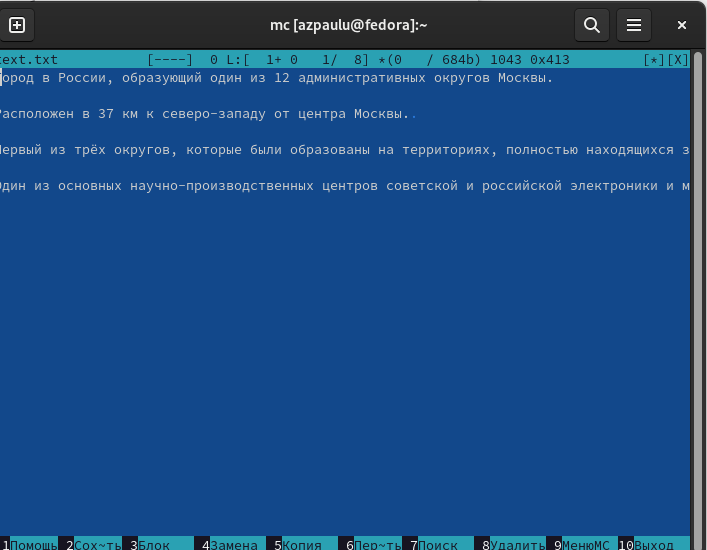 mc [azpaulu@fedora]:~
text.txt [----] 0 L:[ 1+ 0 1/ 8] *(0 / 684b) 1043 0x413 [*][X]
ород в России, образующий один из 12 административных округов Москвы.
Расположен в 37 км к северо-западу от центра Москвы..
Первый из трёх округов, которые были образованы на территориях, полностью находящихся з
Один из основных научно-производственных центров советской и российской электроники и м
1Помощь 2Сох~ть 3Блок 4Замена 5Копия 6Пер~ть 7Поиск 8Удалить 9МенюMC 10Выход